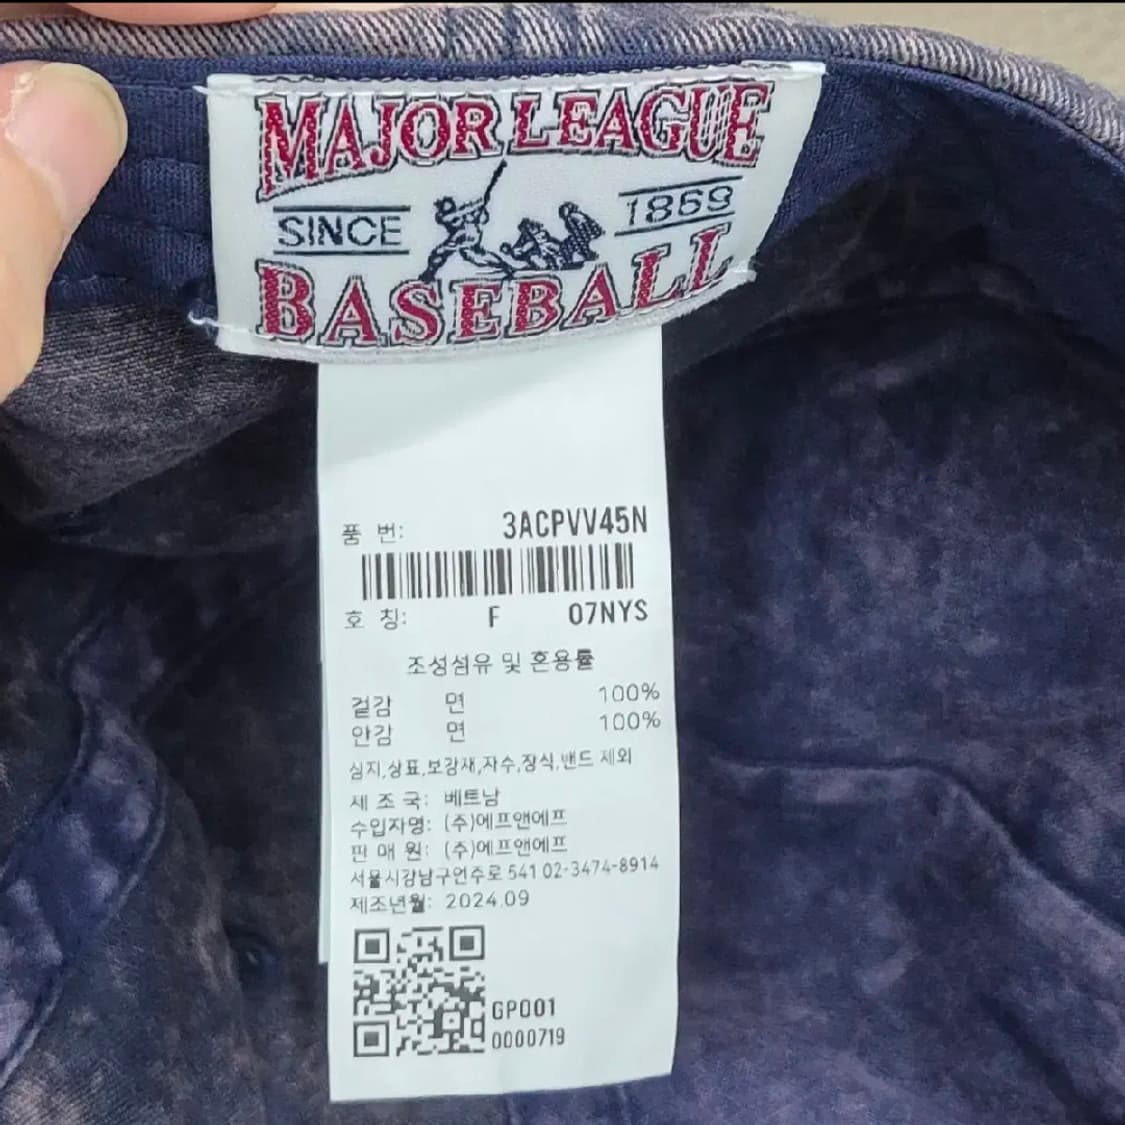 MAJOR LEAGUE
SINCE 1869
BASEBALL
품 번: 3ACPVV45N
호 칭: F 07NYS
조성섬유 및 혼용률
겉감 면 100%
안감 면 100%
심지,상표,보강재,자수,장식,밴드 제외
제 조 국: 베트남
수입자명: (주)에프앤에프
판 매 원: (주)에프앤에프
서울시강남구언주로 541 02-3474-8914
제조년월: 2024.09
GP001
0000719